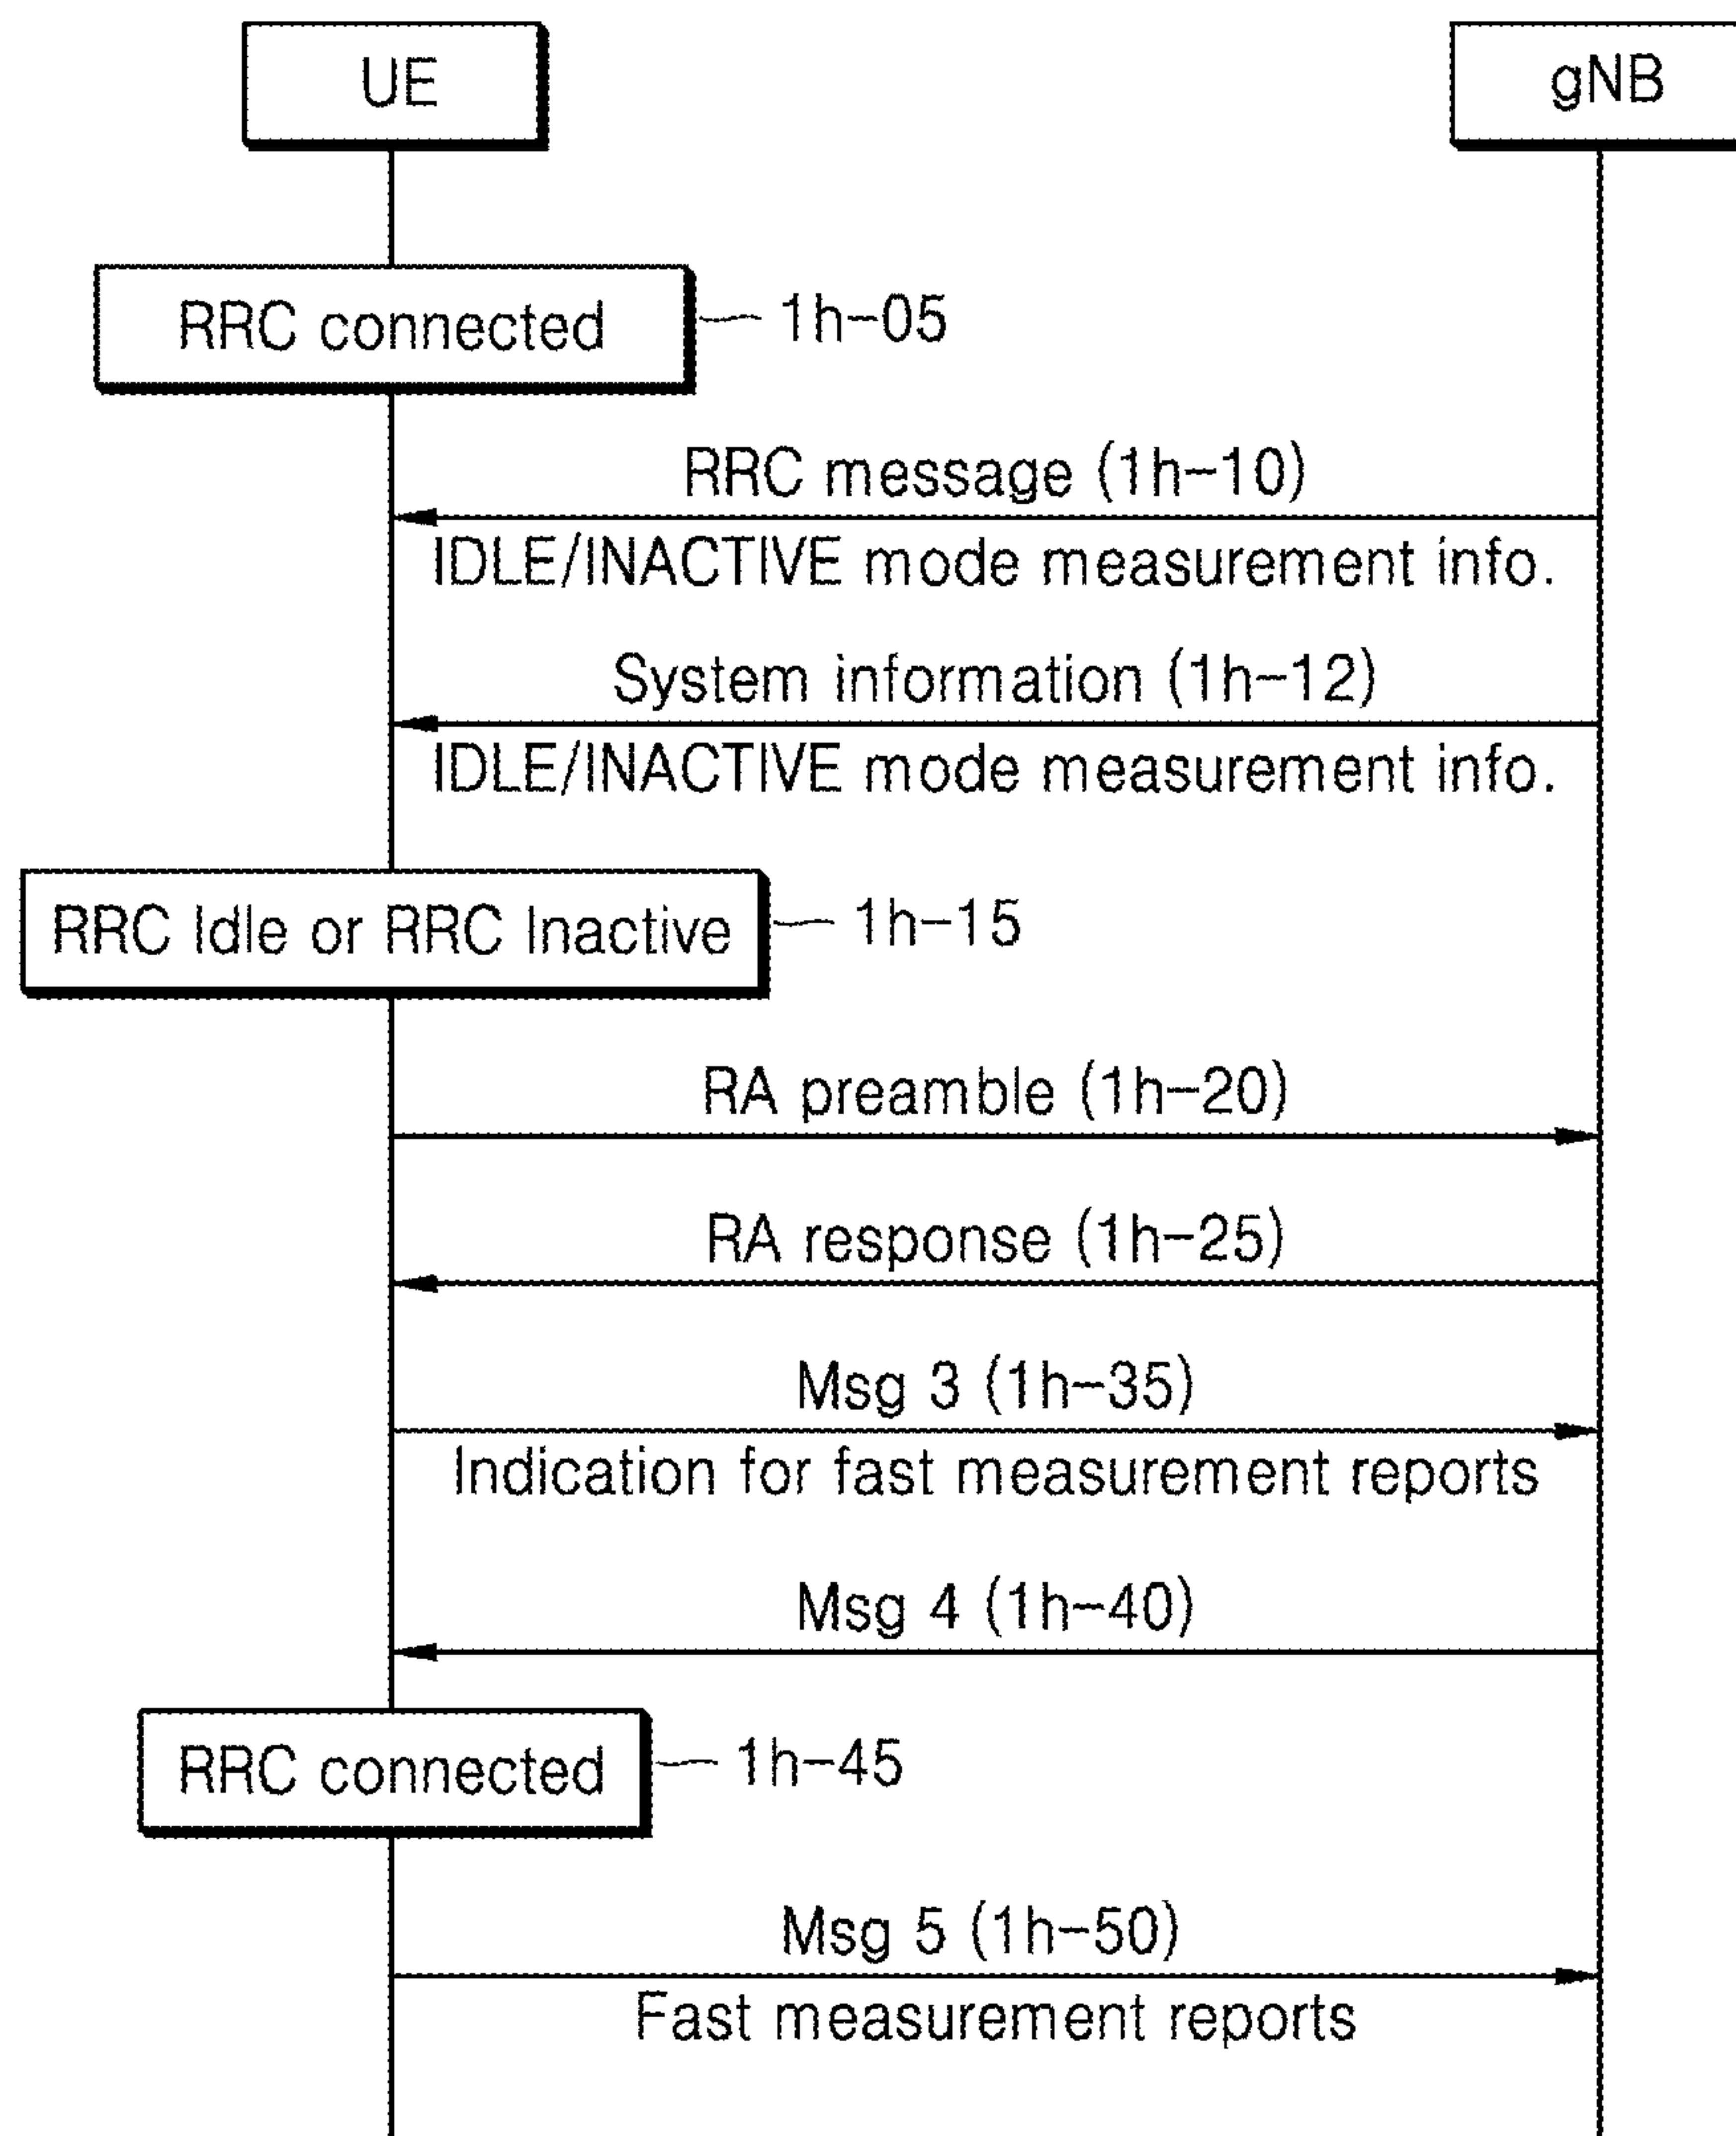 UE
gNB
RRC connected
1h-05
RRC message (1h-10)
IDLE/INACTIVE mode measurement info.
System information (1h-12)
IDLE/INACTIVE mode measurement info.
RRC Idle or RRC Inactive
1h-15
RA preamble (1h-20)
RA response (1h-25)
Msg 3 (1h-35)
Indication for fast measurement reports
Msg 4 (1h-40)
RRC connected
1h-45
Msg 5 (1h-50)
Fast measurement reports